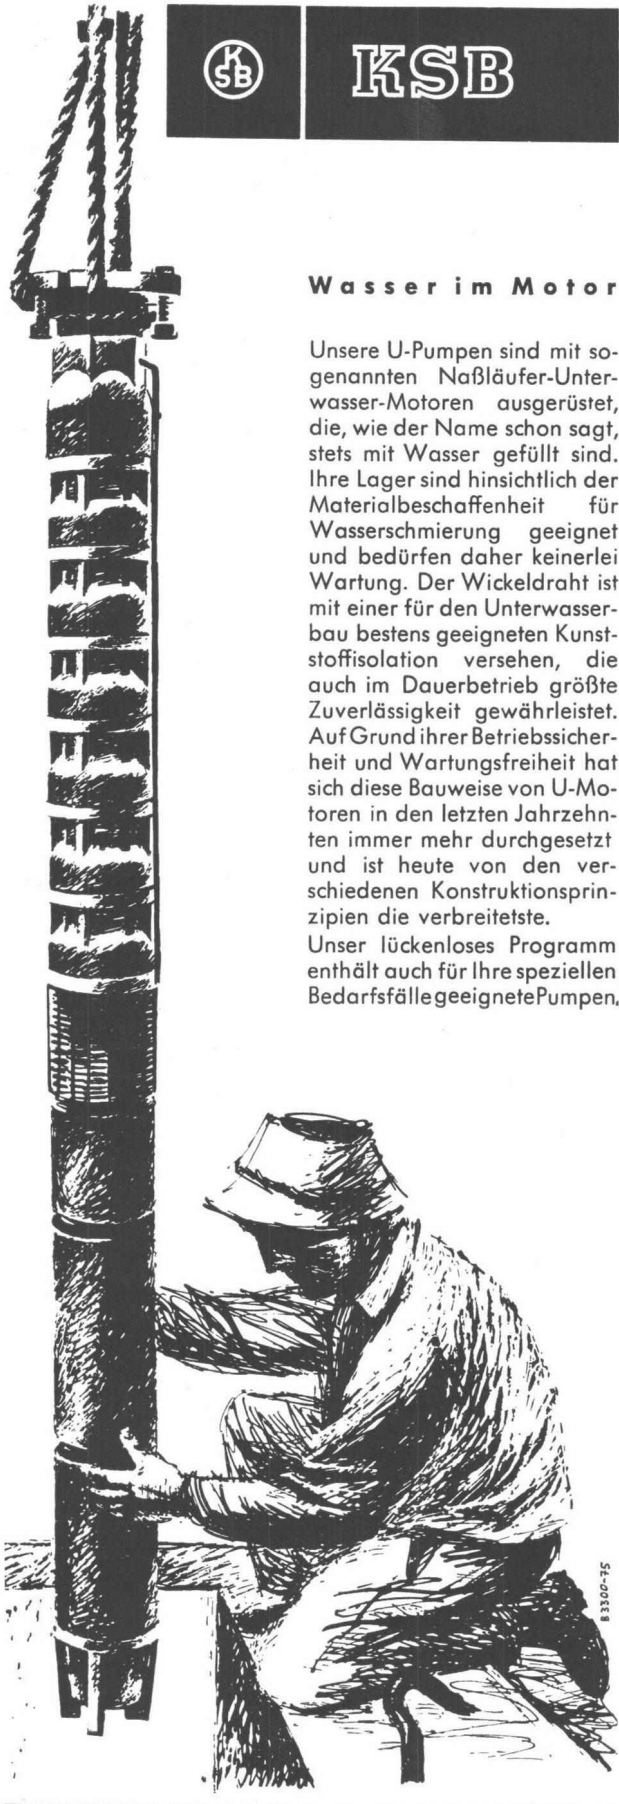 K
SB
KSB
Wasser im Motor
Unsere U-Pumpen sind mit so-
genannten Naßläufer-Unter-
wasser-Motoren ausgerüstet,
die, wie der Name schon sagt,
stets mit Wasser gefüllt sind.
Ihre Lager sind hinsichtlich der
Materialbeschaffenheit für
Wasserschmierung geeignet
und bedürfen daher keinerlei
Wartung. Der Wickeldraht ist
mit einer für den Unterwasser-
bau bestens geeigneten Kunst-
stoffisolation versehen, die
auch im Dauerbetrieb größte
Zuverlässigkeit gewährleistet.
Auf Grund ihrer Betriebssicher-
heit und Wartungsfreiheit hat
sich diese Bauweise von U-Mo-
toren in den letzten Jahrzehn-
ten immer mehr durchgesetzt
und ist heute von den ver-
schiedenen Konstruktionsprin-
zipien die verbreitetste.
Unser lückenloses Programm
enthält auch für Ihre speziellen
Bedarfsfälle geeignete Pumpen.
B3300-75